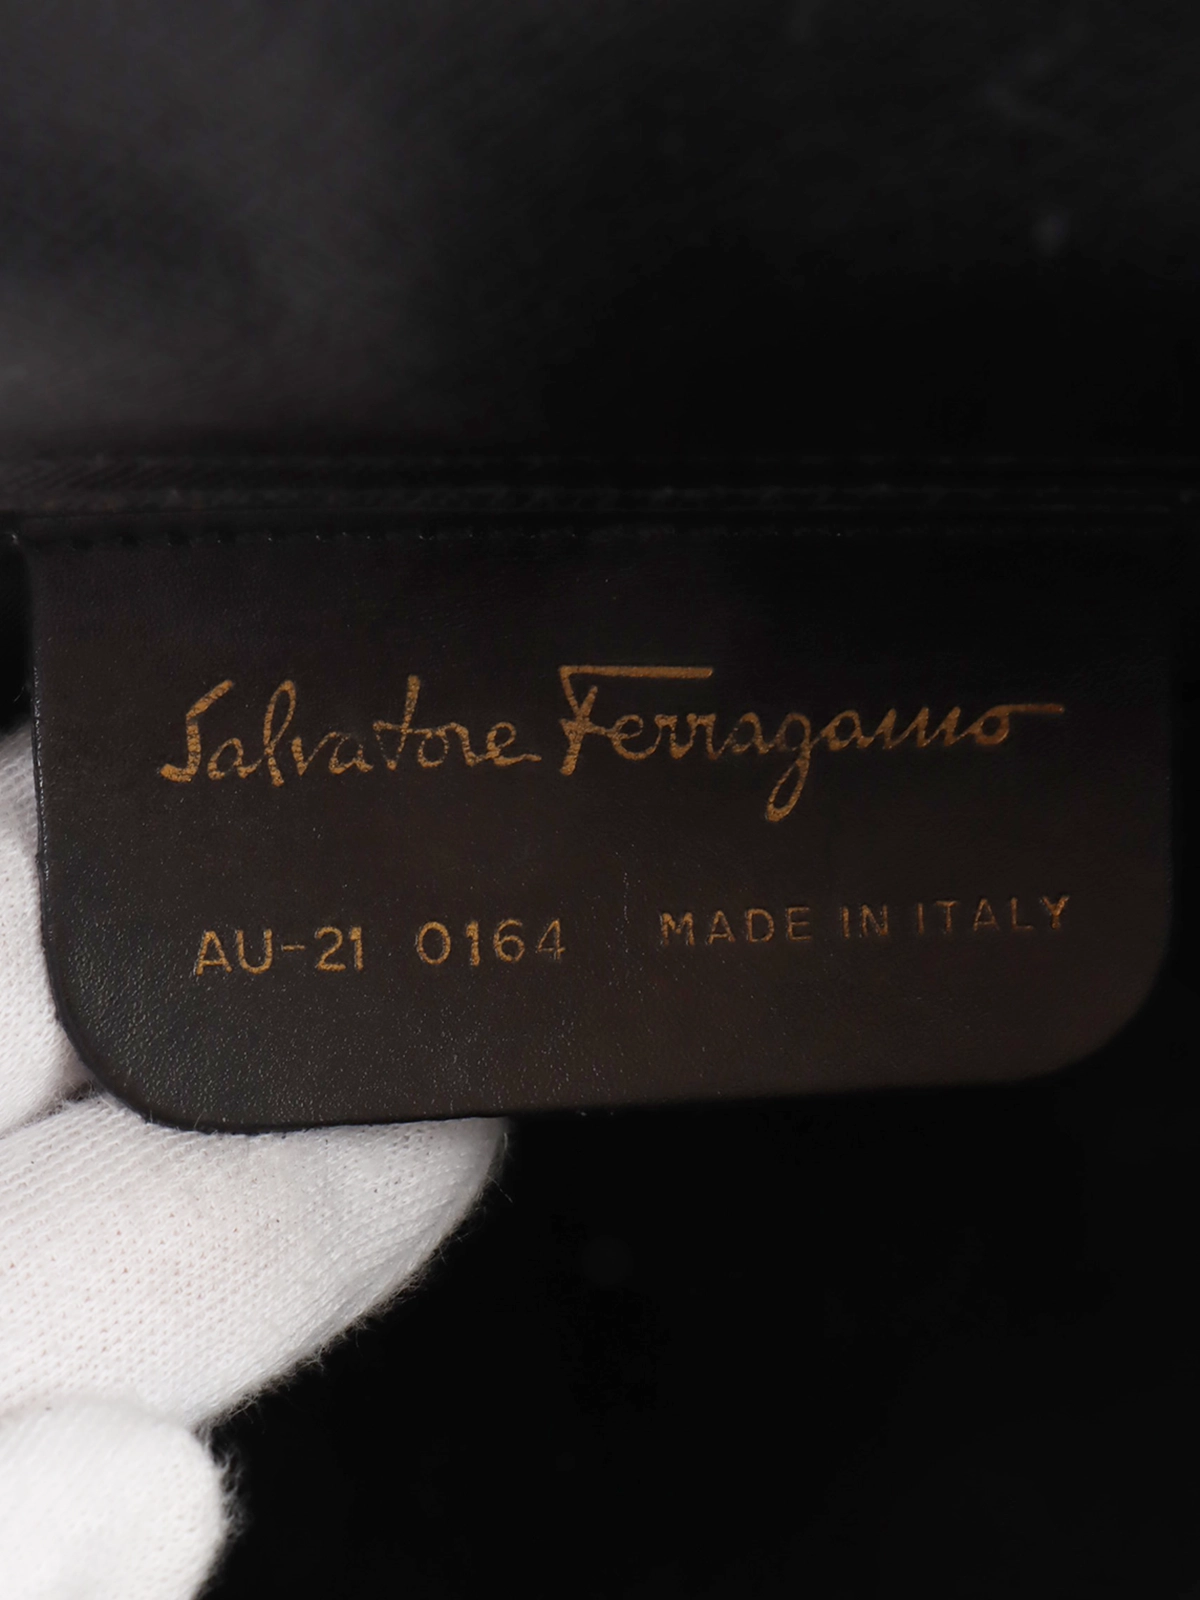 Salvatore Ferragamo
AU-21 0164 MADE IN ITALY